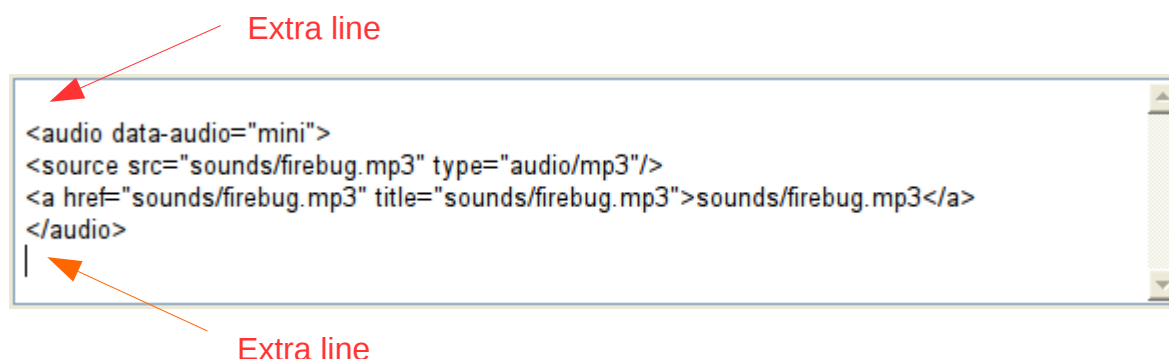 Extra line
<audio data-audio="mini">
<source src="sounds/firebug.mp3" type="audio/mp3"/>
<a href="sounds/firebug.mp3" title="sounds/firebug.mp3">sounds/firebug.mp3</a>
</audio>
Extra line